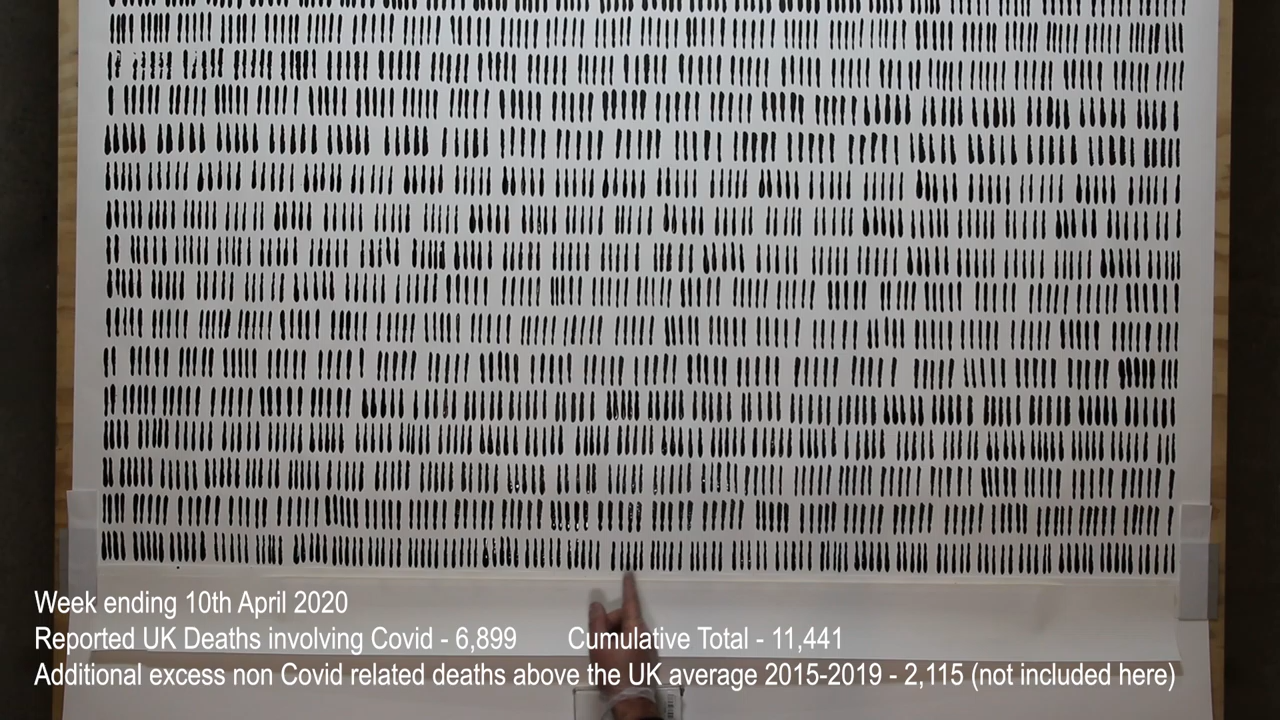 Week ending 10th April 2020
Reported UK Deaths involving Covid - 6,899 Cumulative Total - 11,441
Additional excess non Covid related deaths above the UK average 2015-2019 - 2,115 (not included here)